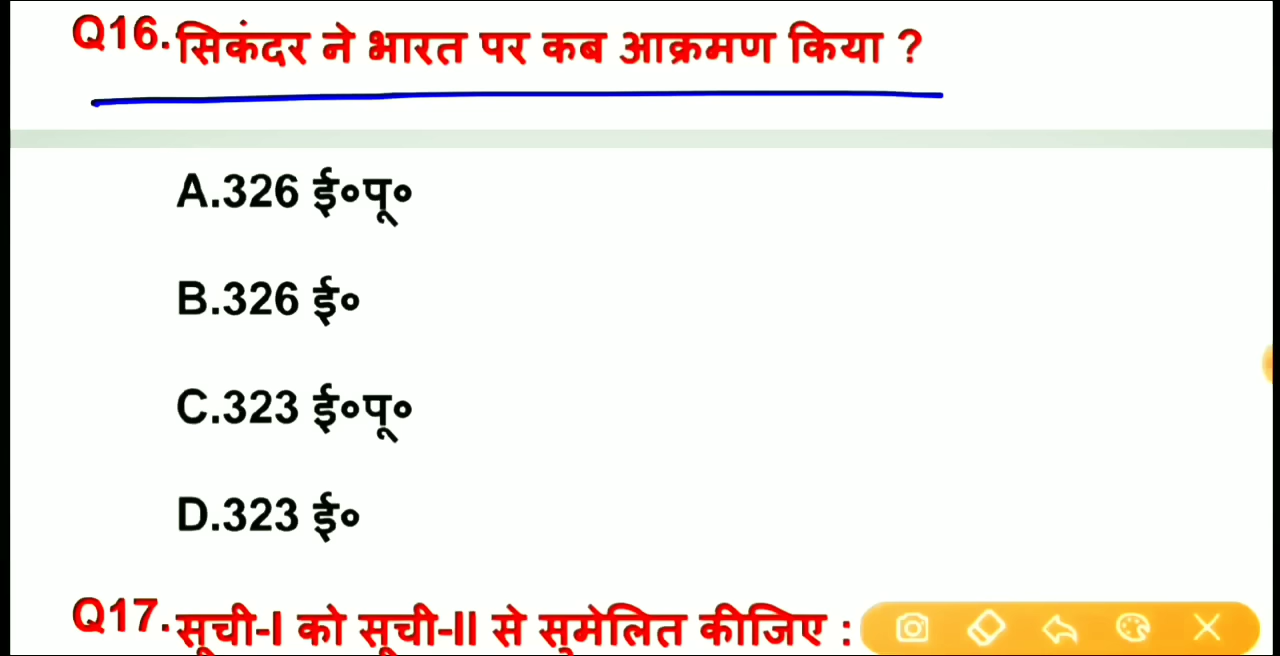 Q16. सिकंदर ने भारत पर कब आक्रमण किया ?
A.326 ई०पू०
B.326 ई०
C.323 ई०पू०
D.323 ई०
Q17. सूची-I को सूची-II से सुमेलित कीजिए :